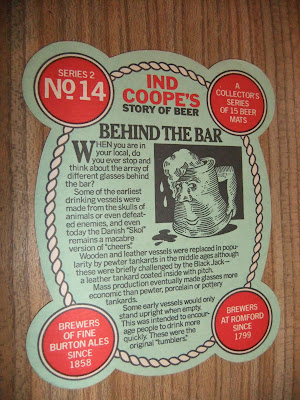 SERIES 2
No 14
IND
COOPE'S
STORY OF BEER
A
COLLECTOR'S
SERIES
OF 15 BEER
MATS
BEHIND THE BAR
WHEN you are in
your local, do
you ever stop and
think about the array of
different glasses behind
the bar?
Some of the earliest
drinking vessels were
made from the skulls of
animals or even defeat-
ed enemies, and even
today the Danish "Skol"
remains a macabre
version of "cheers".
Wooden and leather vessels were replaced in popu-
larity by pewter tankards in the middle ages although
these were briefly challenged by the Black Jack –
a leather tankard coated inside with pitch.
Mass production eventually made glasses more
economic than pewter, porcelain or pottery
tankards.
Some early vessels would only
stand upright when empty.
This was intended to encour-
age people to drink more
quickly. These were the
original "tumblers".
BREWERS
OF FINE
BURTON ALES
SINCE
1858
BREWERS
AT ROMFORD
SINCE
1799